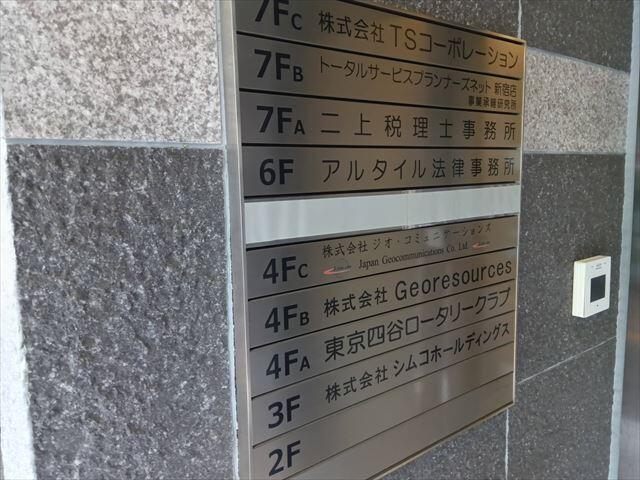 7FC 株式会社TSコーポレーション
7FB トータルサービスプランナーズネット 新宿店
事業承継研究所
7FA 二上税理士事務所
6F アルタイル法律事務所
株式会社 ジオ・コミュニケーションズ
4FC Japan Geocommunications Co. Ltd.
4FB 株式会社 Georesources
4FA 東京四谷ロータリークラブ
3F 株式会社 シムコホールディングス
2F